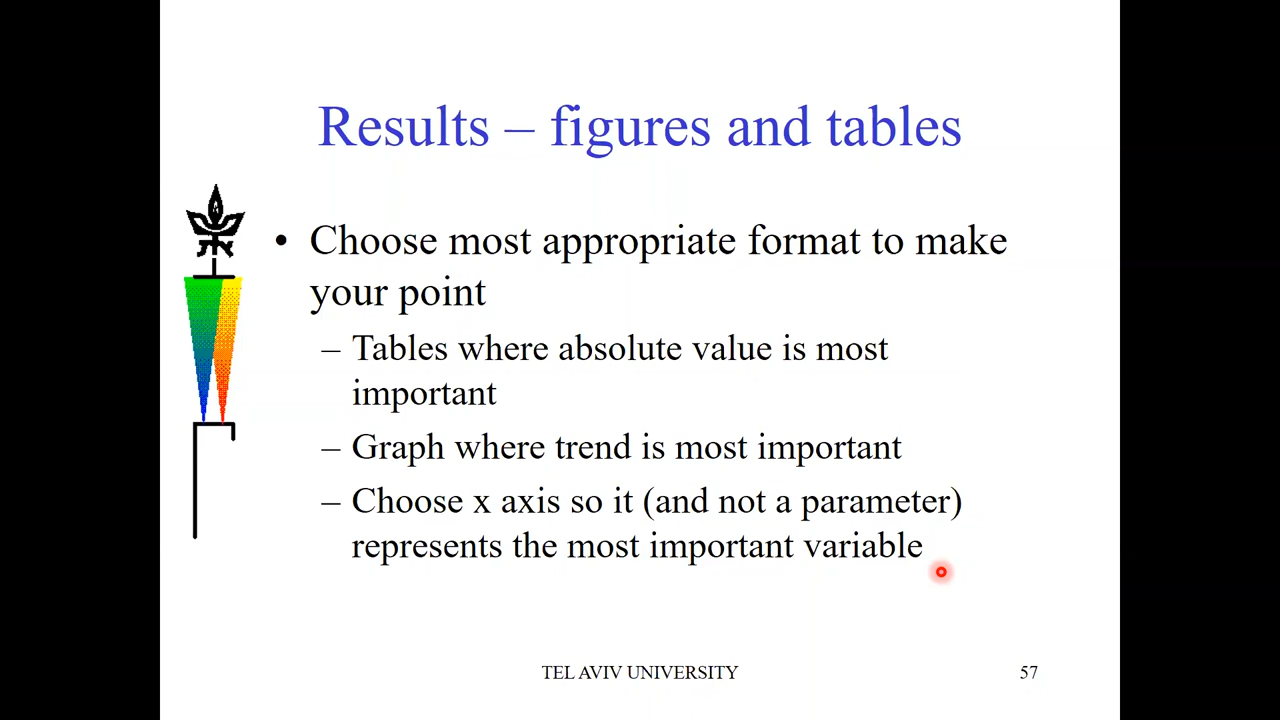 Results – figures and tables
• Choose most appropriate format to make
your point
– Tables where absolute value is most
important
– Graph where trend is most important
– Choose x axis so it (and not a parameter)
represents the most important variable
TEL AVIV UNIVERSITY
57